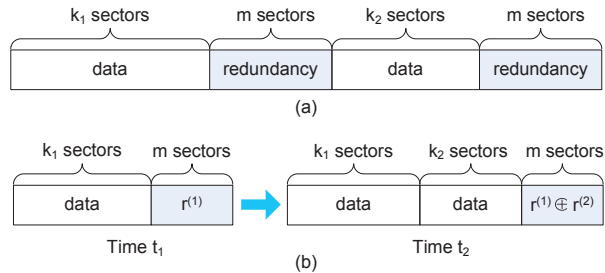 k₁ sectors m sectors k₂ sectors m sectors
data redundancy data redundancy
(a)
k₁ sectors m sectors k₁ sectors k₂ sectors m sectors
data r⁽¹⁾ data data r⁽¹⁾ ⊕ r⁽²⁾
Time t₁ Time t₂
(b)